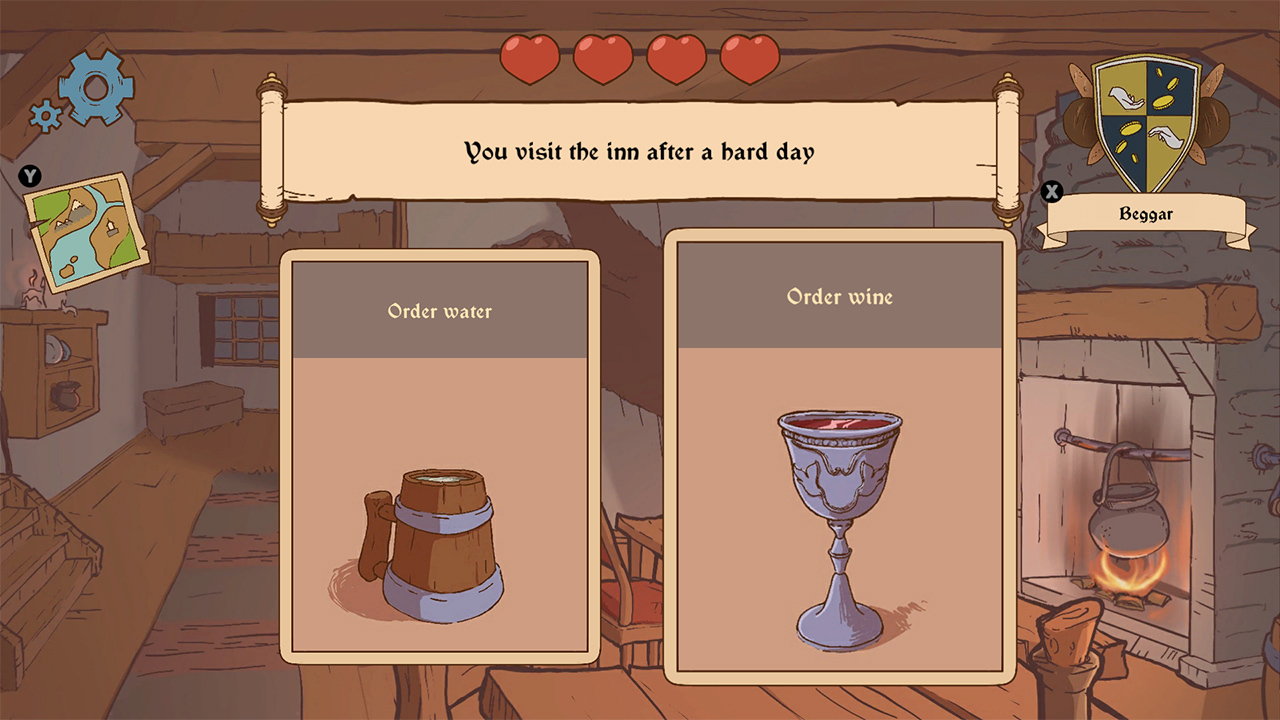 You visit the inn after a hard day
Y
X
Beggar
Order water
Order wine